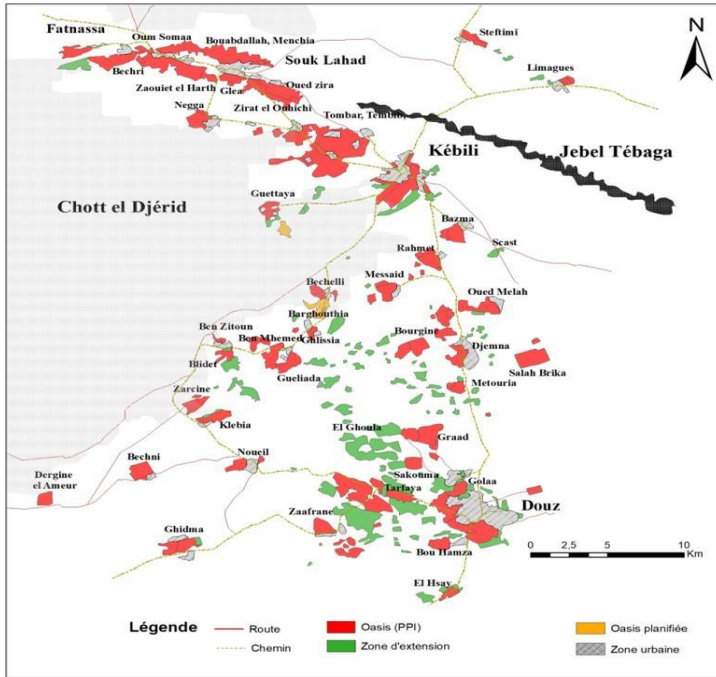 Steftimi
N
Fatnassa
Oum Somaa
Bouabdallah, Menchia
Souk Lahad
Limagues
Bechri
Zaouiet el Harth
Glea
Oued zira
Negga
Zirat el Ouhichi
Tombar,
Kébili
Jebel Tébaga
Chott el Djérid
Guettaya
Bazma
Scast
Rahmet
Bechelli
Messaid
Oued Melah
Barghouthia
Ben Zitoun
Ben Mhemed
Ghlissia
Bourgine
Djemna
Blidet
Gueliada
Salah Brika
Zarcine
Metouria
Klebia
El Ghoula
Graad
Bechni
Noueil
Sakouma
Golaa
Dergine
el Ameur
Tarfaya
Zaafrane
Douz
Ghidma
Bou Hamza
0 2,5 5 10
Km
El Hsay
Légende
Route
Chemin
Oasis (PPI)
Zone d'extension
Oasis planifiée
Zone urbaine